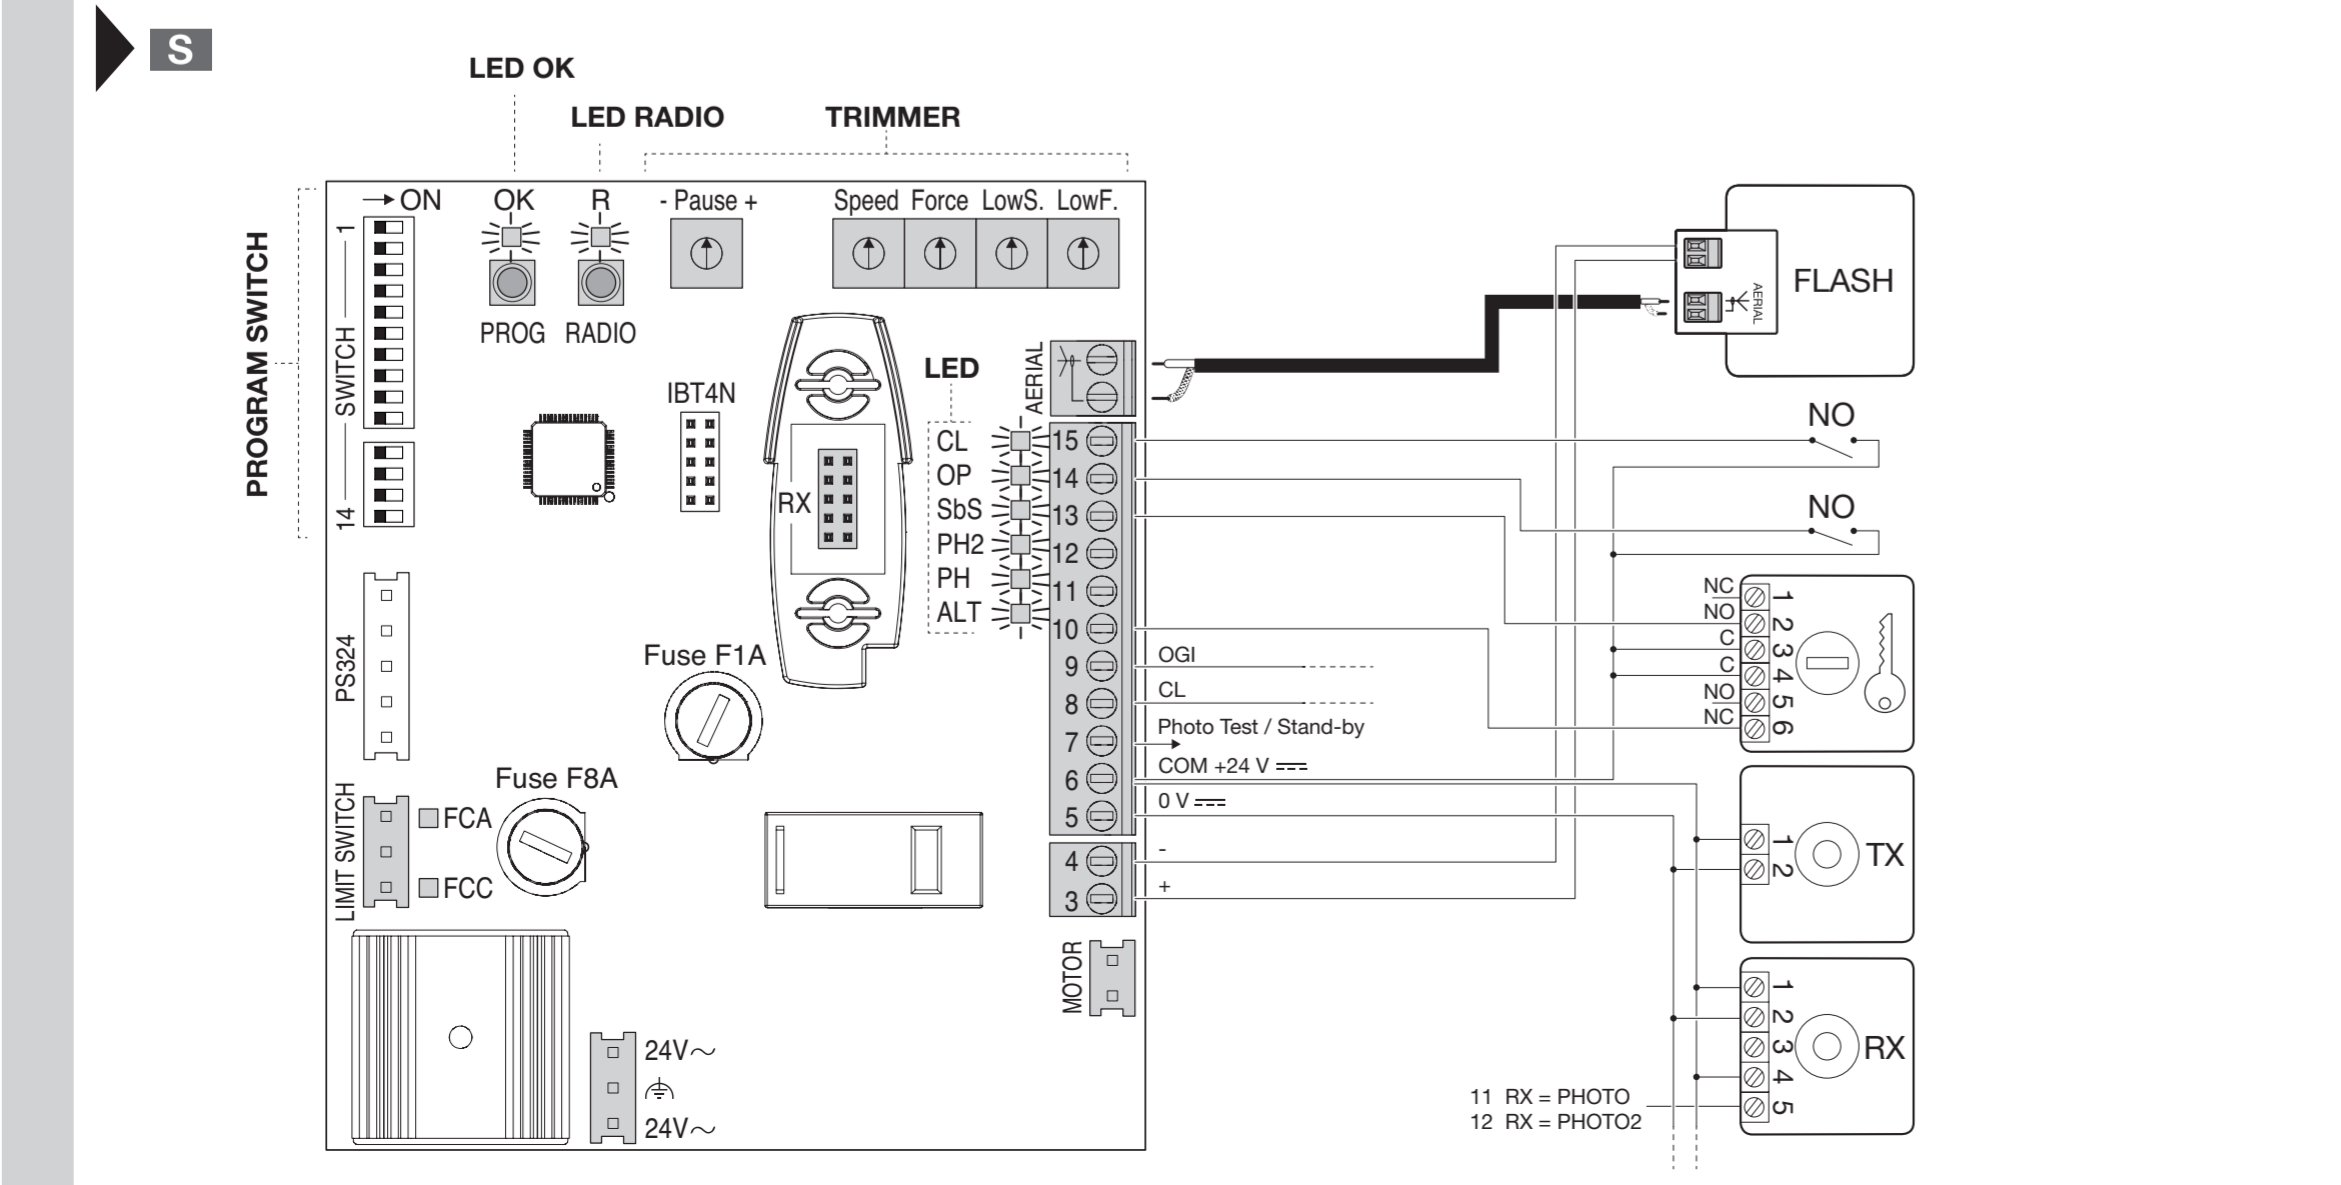 S
LED OK
LED RADIO
TRIMMER
PROGRAM SWITCH
ON
OK
R
- Pause +
Speed Force LowS. LowF.
1
SWITCH
14
PROG
RADIO
IBT4N
RX
LED
AERIAL
CL
OP
SbS
PH2
PH
ALT
15
14
13
12
11
10
9
8
7
6
5
4
3
OGI
CL
Photo Test / Stand-by
COM +24 V
0 V
-
+
PS324
Fuse F1A
Fuse F8A
LIMIT SWITCH
FCA
FCC
MOTOR
24V~
24V~
FLASH
AERIAL
NO
NO
NC 1
NO 2
C 3
C 4
NO 5
NC 6
1
2
TX
1
2
3
4
5
RX
11 RX = PHOTO
12 RX = PHOTO2